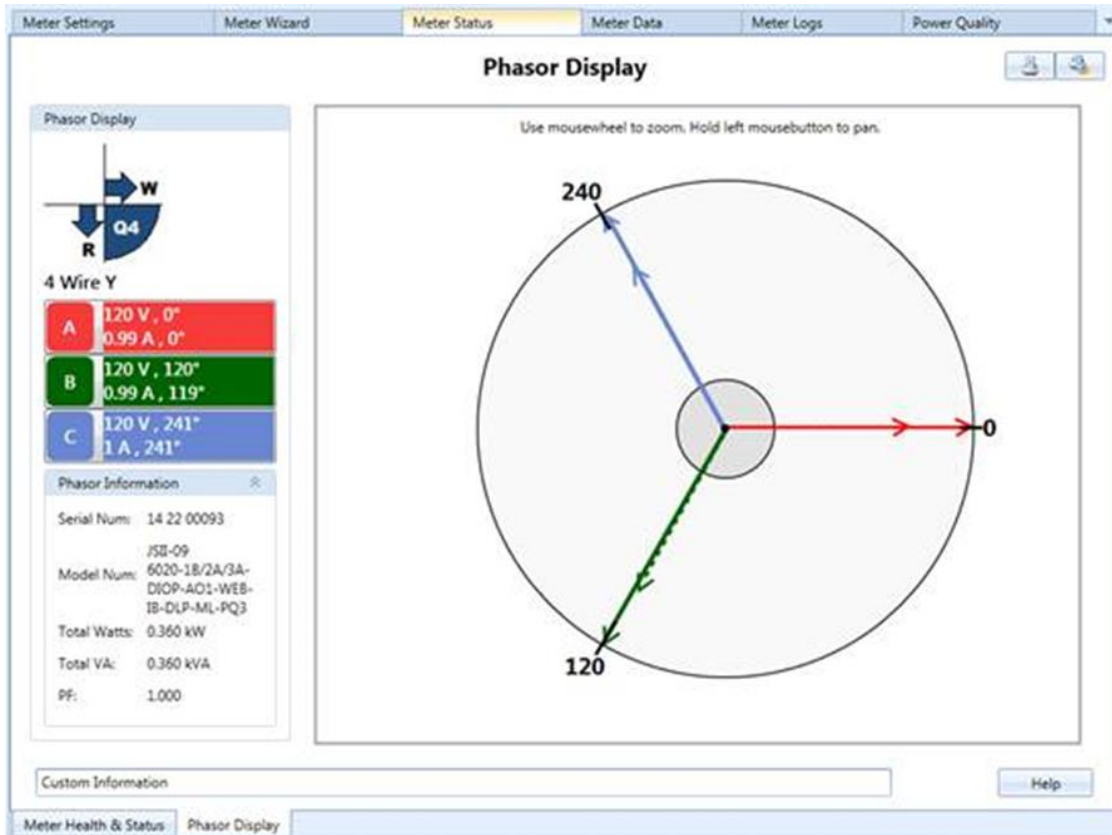 Meter Settings
Meter Wizard
Meter Status
Meter Data
Meter Logs
Power Quality
Phasor Display
Phasor Display
Use mousewheel to zoom. Hold left mousebutton to pan.
W
Q4
R
4 Wire Y
A
120 V , 0°
0.99 A , 0°
B
120 V , 120°
0.99 A , 119°
C
120 V , 241°
1 A , 241°
Phasor Information
Serial Num: 14 22 00093
Model Num: JSII-09
6020-1B/2A/3A-
DIOP-AO1-WEB-
IB-DLP-ML-PQ3
Total Watts: 0.360 kW
Total VA: 0.360 kVA
PF: 1.000
240
0
120
Custom Information
Help
Meter Health & Status
Phasor Display